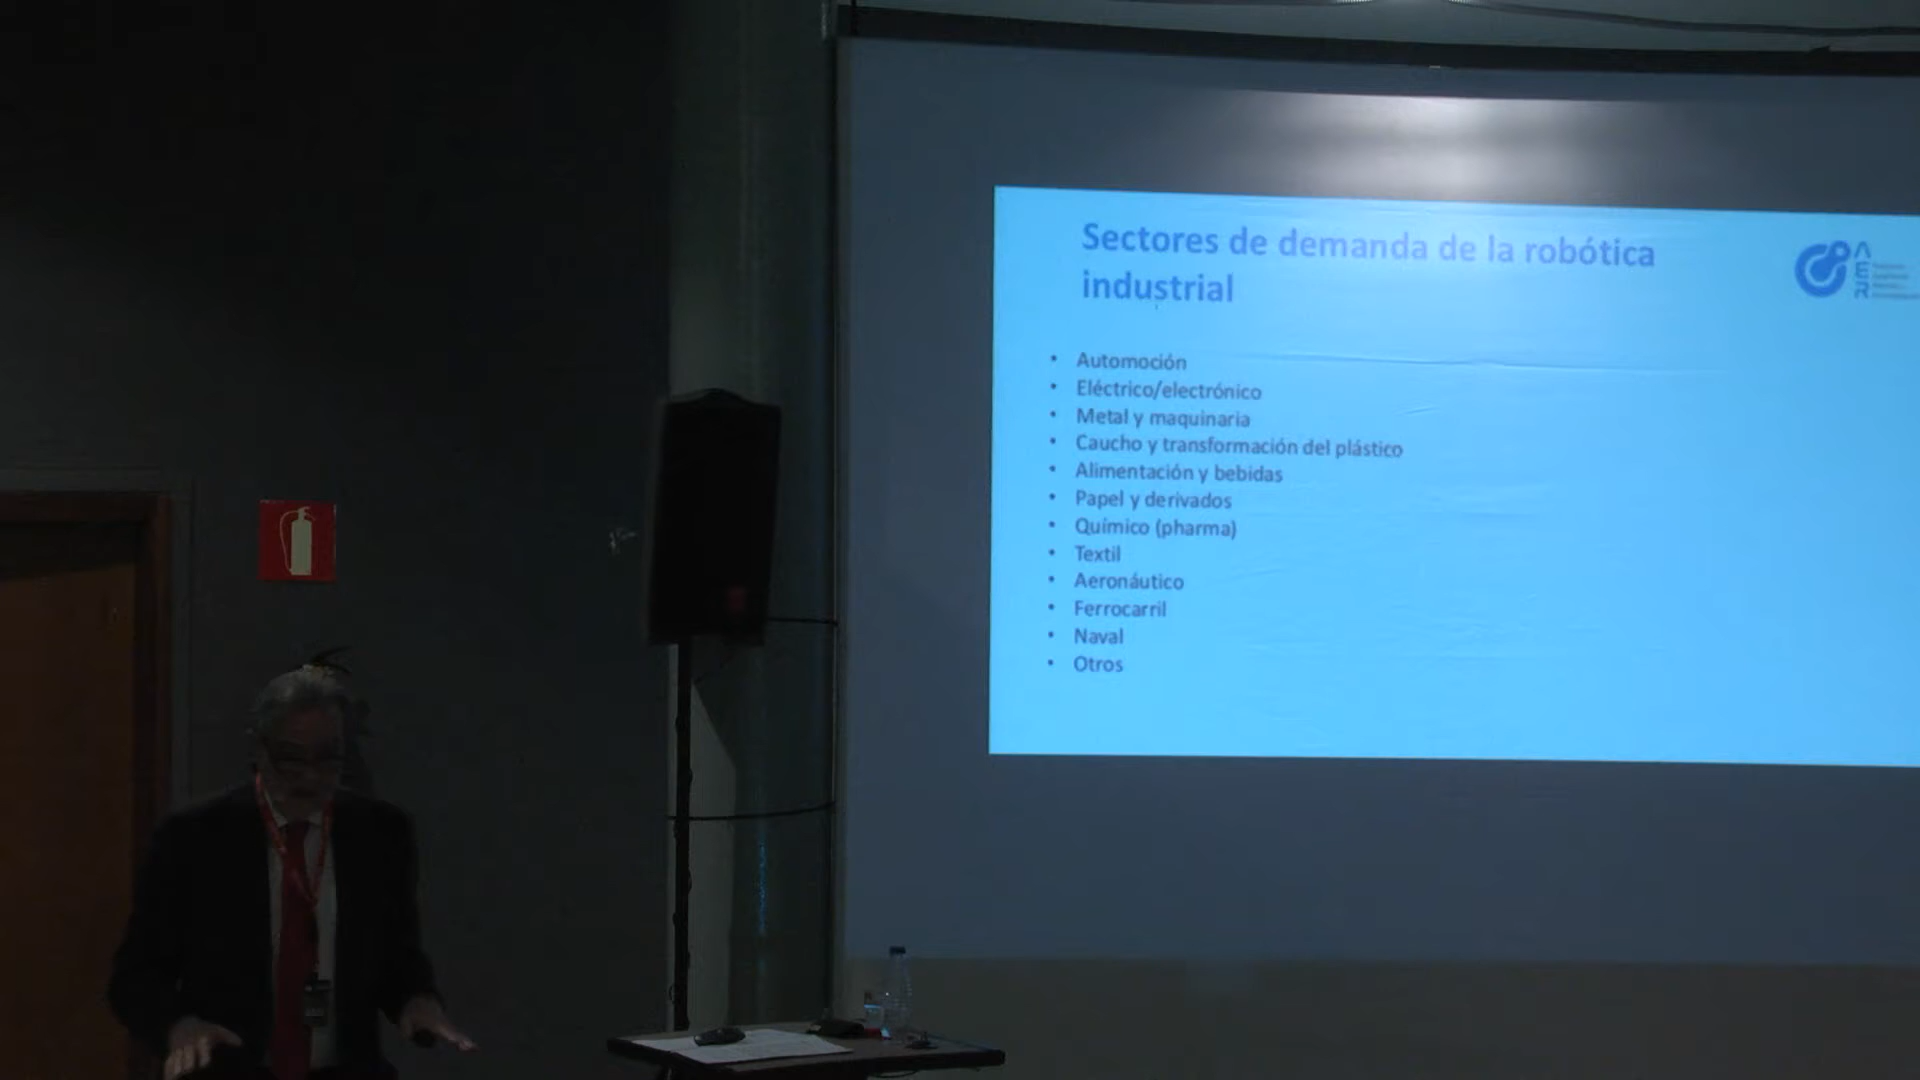 Sectores de demanda de la robótica
industrial
AER
• Automoción
• Eléctrico/electrónico
• Metal y maquinaria
• Caucho y transformación del plástico
• Alimentación y bebidas
• Papel y derivados
• Químico (pharma)
• Textil
• Aeronáutico
• Ferrocarril
• Naval
• Otros